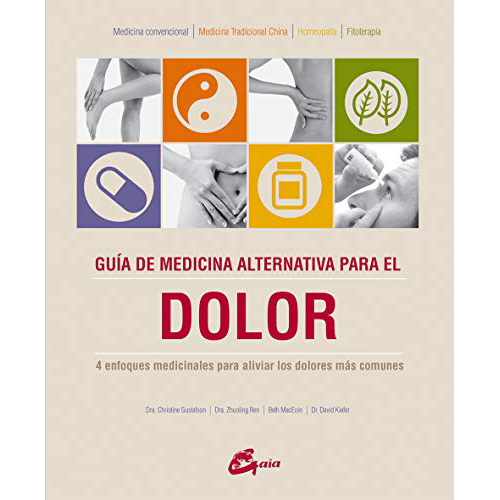 Medicina convencional | Medicina Tradicional China | Homeopatía | Fitoterapia
GUÍA DE MEDICINA ALTERNATIVA PARA EL
DOLOR
4 enfoques medicinales para aliviar los dolores más comunes
Dra. Christine Gustafson | Dra. Zhuoling Ren | Beth MacEoin | Dr. David Kiefer
Gaia